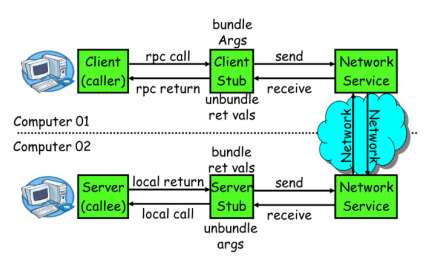 bundle
Args
Client
(caller)
rpc call
rpc return
Client
Stub
send
receive
Network
Service
unbundle
ret vals
Computer 01
Network
Network
Computer 02
bundle
ret vals
Server
(callee)
local return
local call
Server
Stub
send
receive
Network
Service
unbundle
args